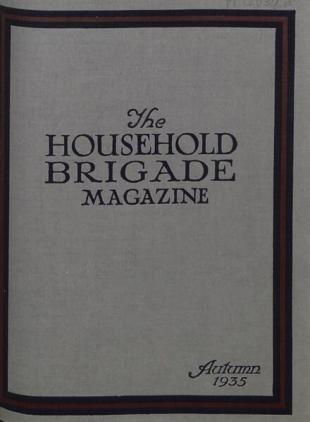 The
HOUSEHOLD
BRIGADE
MAGAZINE
Autumn
1935